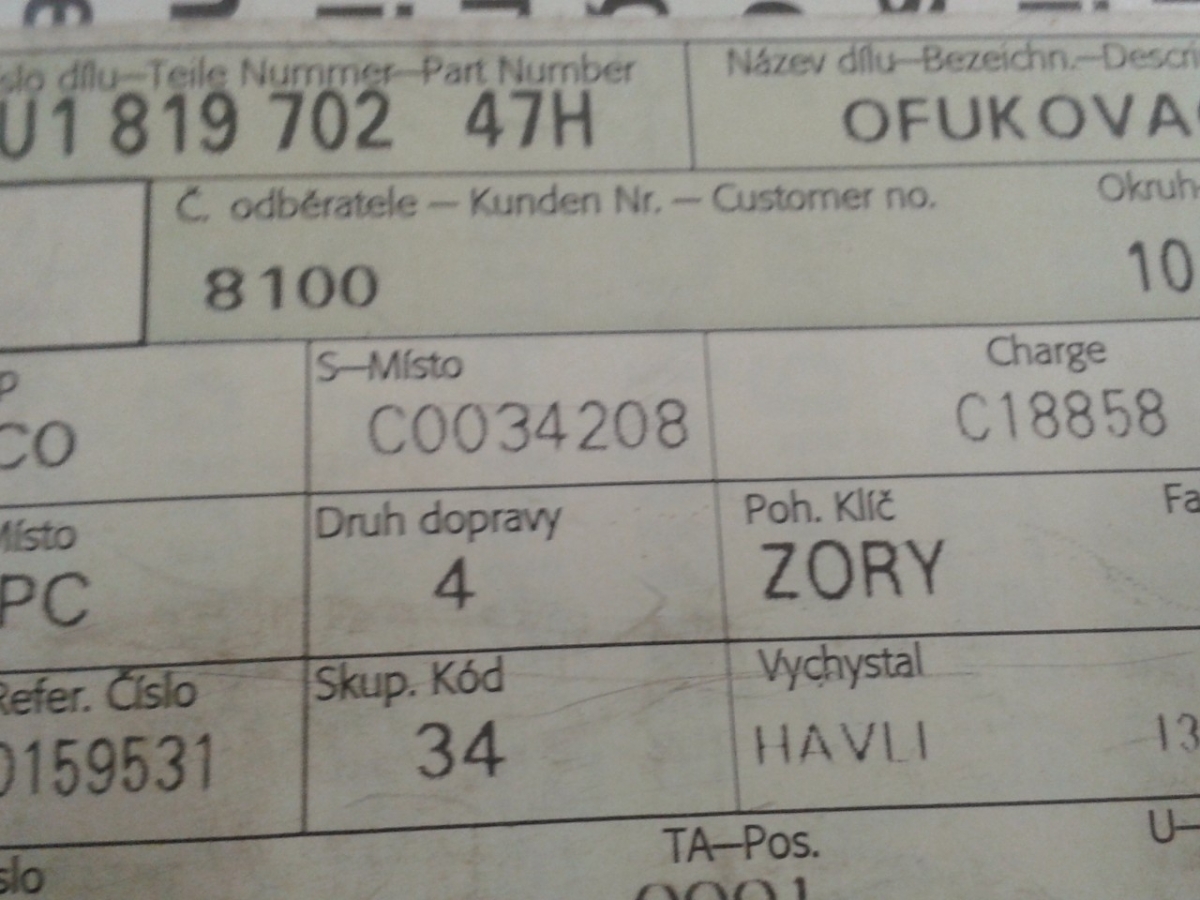 slo dílu—Teile Nummer—Part Number
U1 819 702 47H
Název dílu—Bezeichn.—Descri
OFUKOVA
Č. odběratele — Kunden Nr. — Customer no.
8100
Okruh
10
P
CO
S—Místo
C0034208
Charge
C18858
Místo
PC
Druh dopravy
4
Poh. Klíč
ZORY
Fa
Refer. Číslo
0159531
Skup. Kód
34
Vychystal
HAVLI
13
slo
TA—Pos.
0001
U—